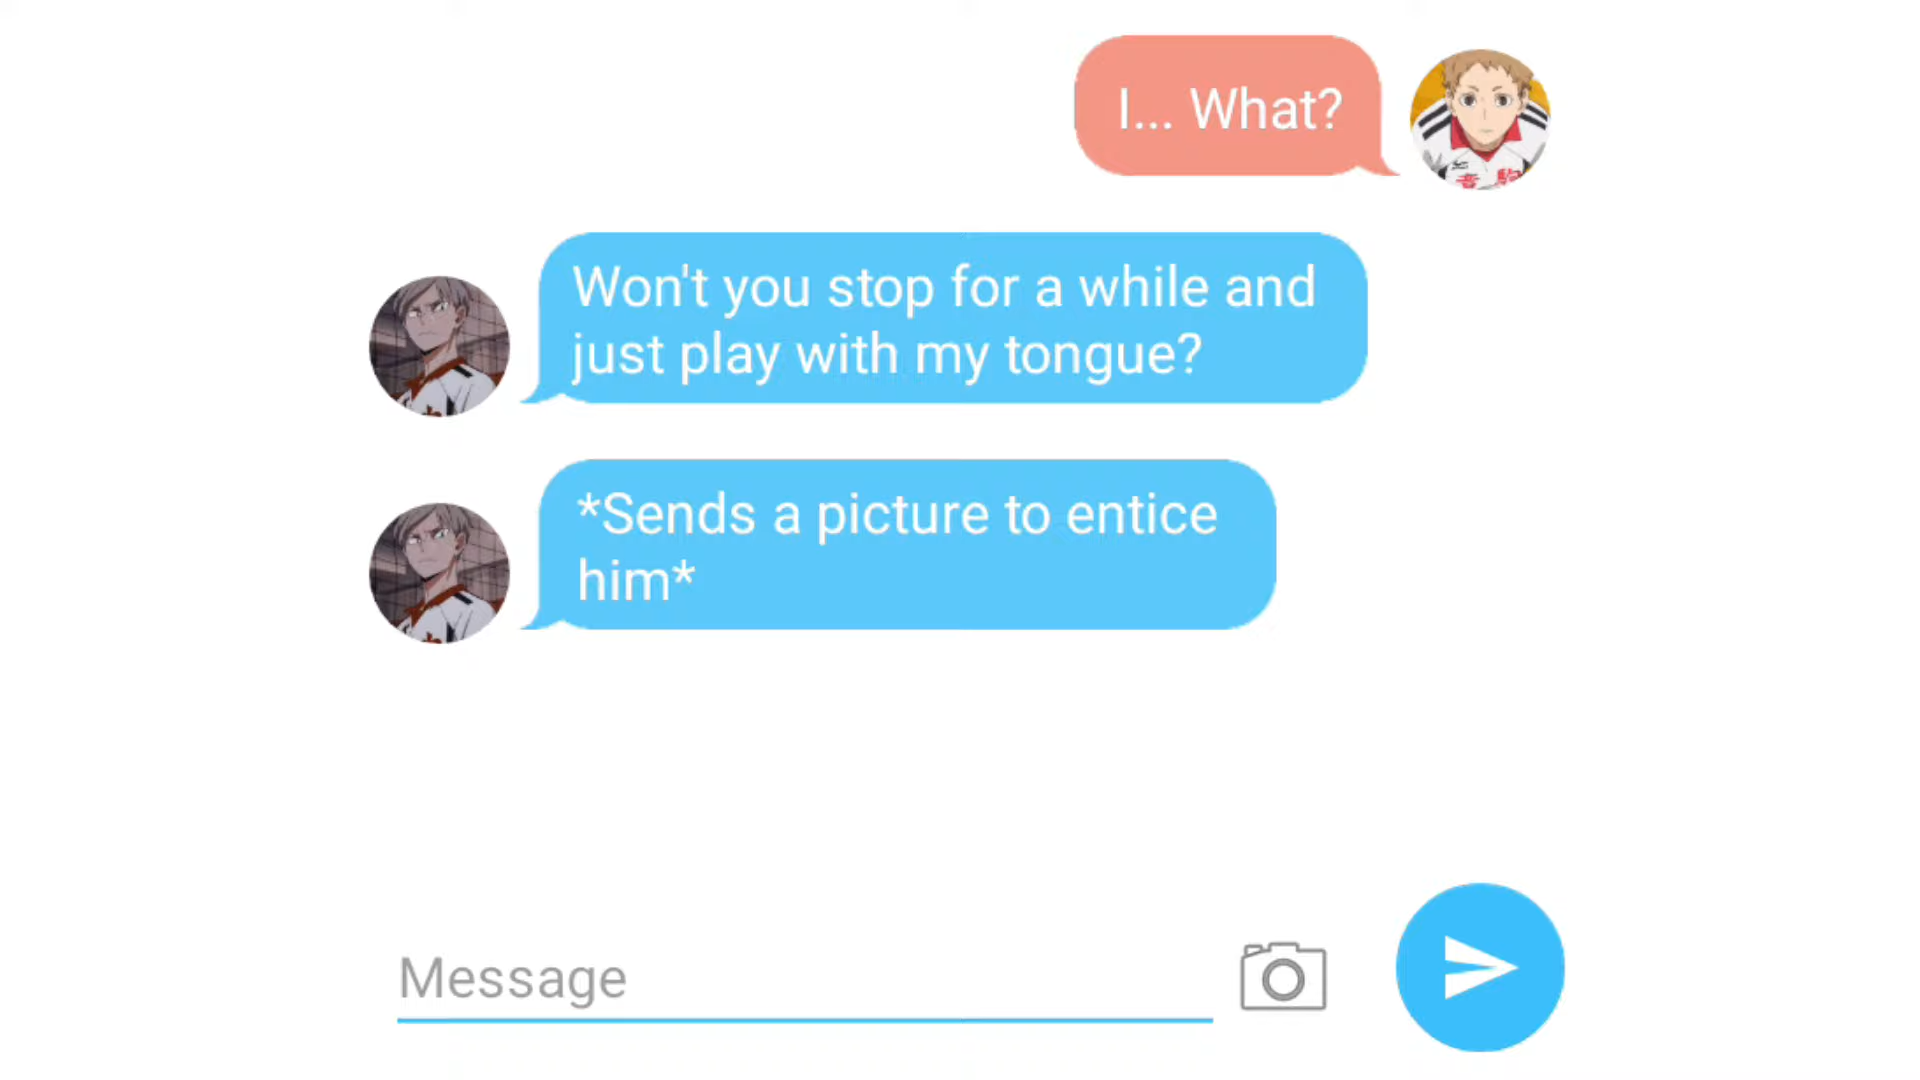 I... What?
Won't you stop for a while and
just play with my tongue?
*Sends a picture to entice
him*
Message